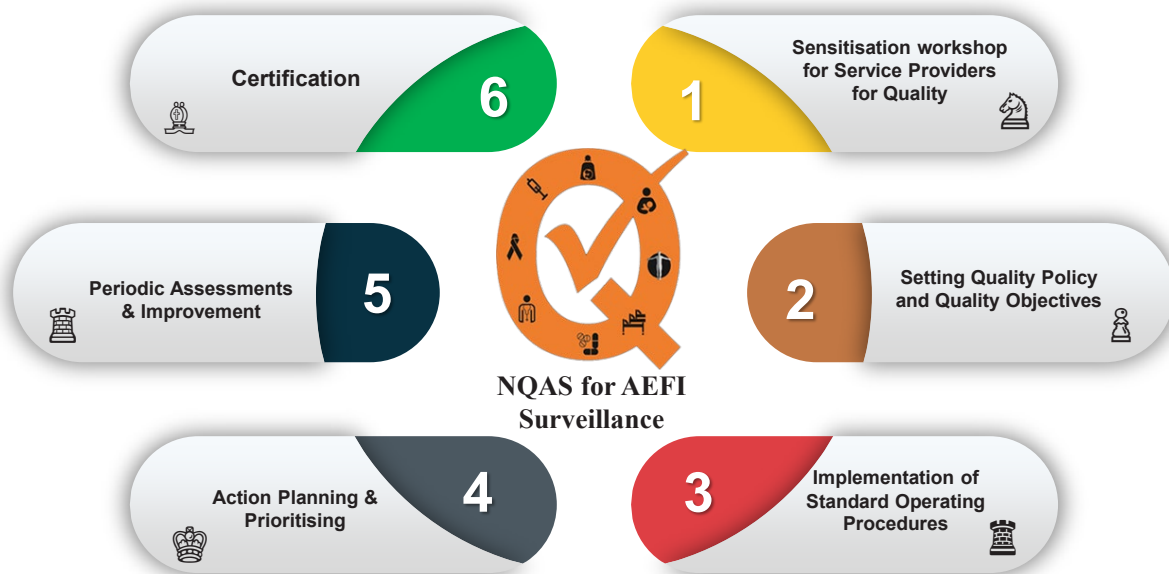 1
Sensitisation workshop
for Service Providers
for Quality
2
Setting Quality Policy
and Quality Objectives
3
Implementation of
Standard Operating
Procedures
4
Action Planning &
Prioritising
5
Periodic Assessments
& Improvement
6
Certification
NQAS for AEFI
Surveillance